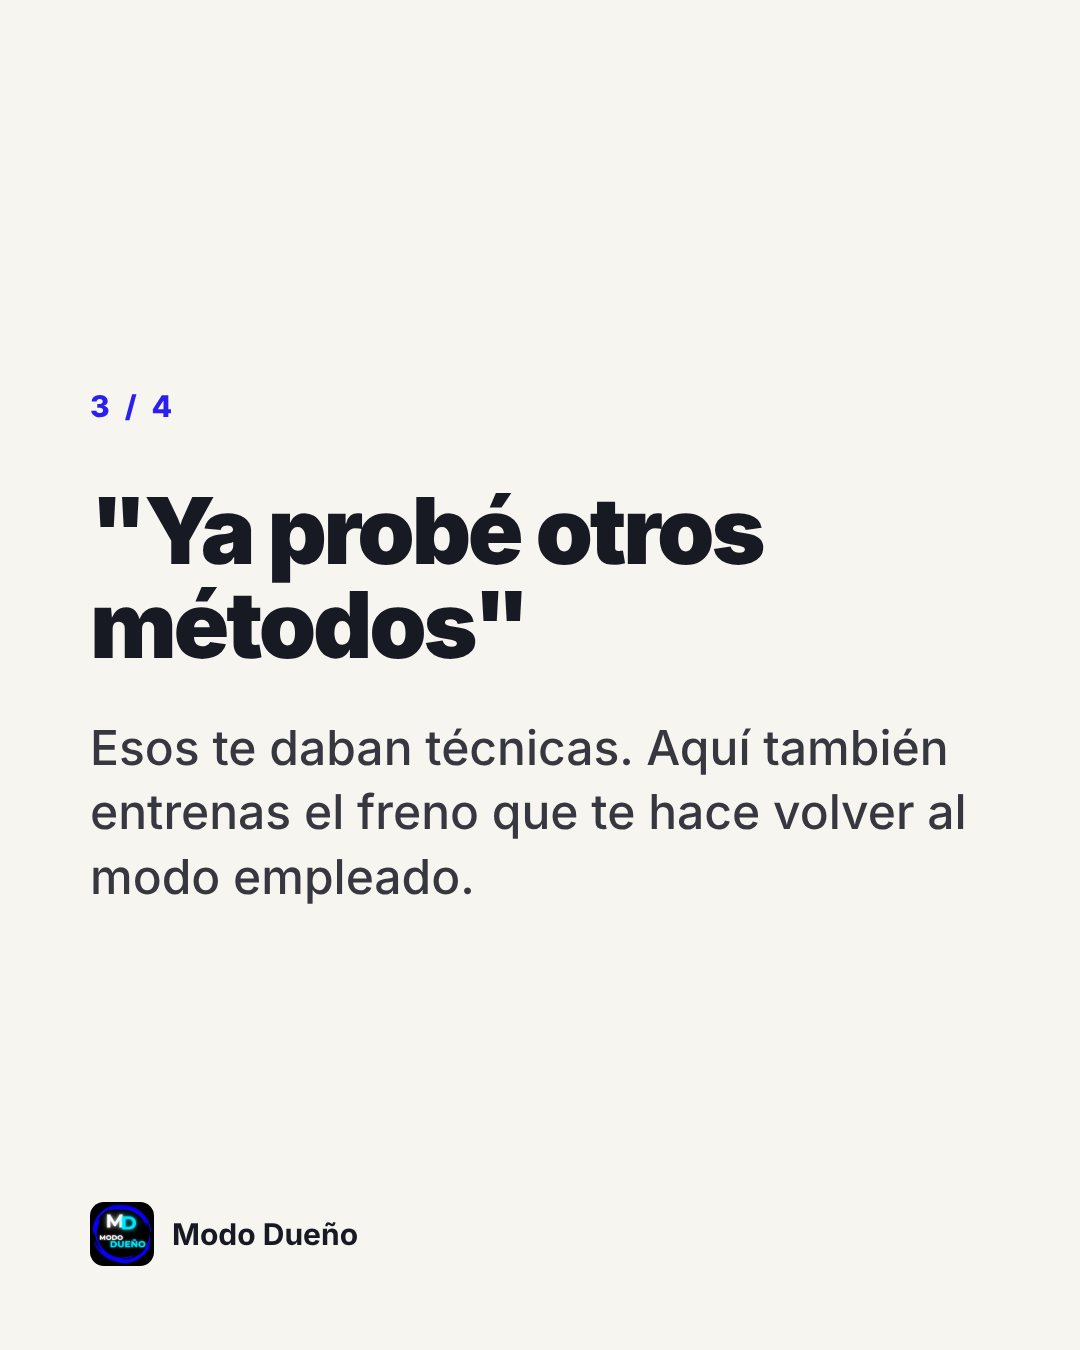 3 / 4
"Ya probé otros
métodos"
Esos te daban técnicas. Aquí también
entrenas el freno que te hace volver al
modo empleado.
MD
MODO
DUEÑO
Modo Dueño